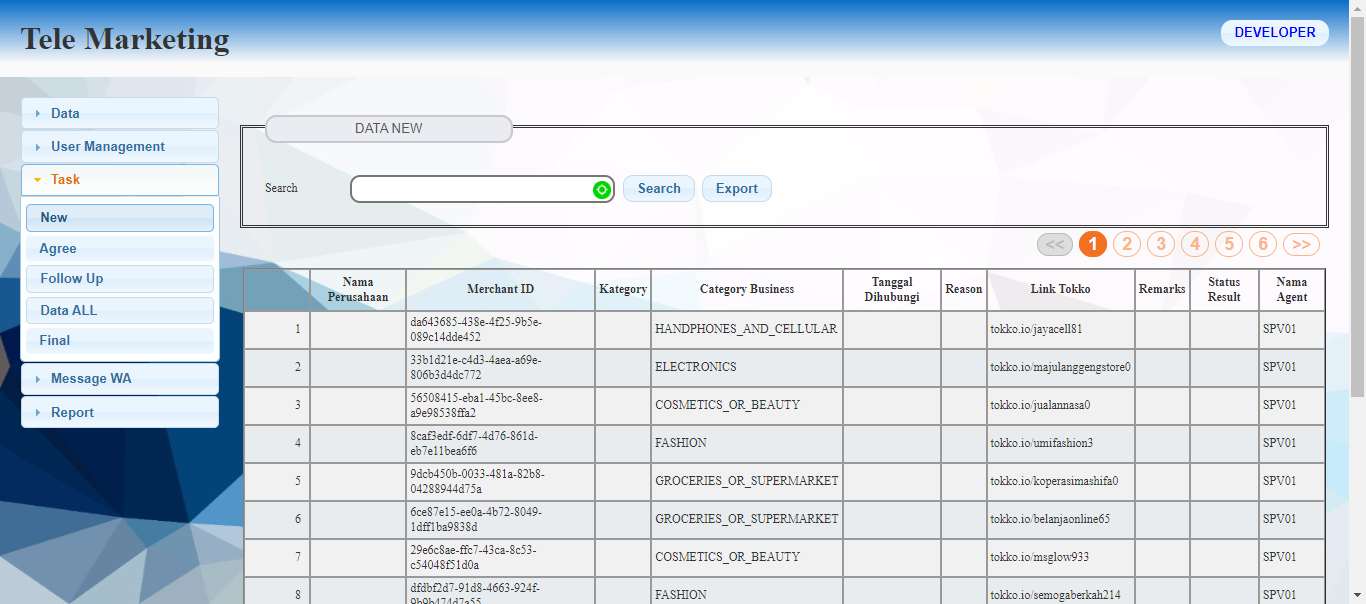 Tele Marketing
DEVELOPER
Data
User Management
Task
New
Agree
Follow Up
Data ALL
Final
Message WA
Report
DATA NEW
Search
Search Export
<< 1 2 3 4 5 6 >>
Nama Perusahaan Merchant ID Kategory Category Business Tanggal Dihubungi Reason Link Tokko Remarks Status Result Nama Agent
1 da643685-438e-4f25-9b5e-089c14dde452 HANDPHONES_AND_CELLULAR tokko.io/jayacell81 SPV01
2 33b1d21e-c4d3-4aea-a69e-806b3d4dc772 ELECTRONICS tokko.io/majulanggengstore0 SPV01
3 56508415-eba1-45bc-8ee8-a9e98538ffa2 COSMETICS_OR_BEAUTY tokko.io/jualannasa0 SPV01
4 8caf3edf-6df7-4d76-861d-eb7e11bea6f6 FASHION tokko.io/umifashion3 SPV01
5 9dcb450b-0033-481a-82b8-04288944d75a GROCERIES_OR_SUPERMARKET tokko.io/koperasimashifa0 SPV01
6 6ce87e15-ee0a-4b72-8049-1dff1ba9838d GROCERIES_OR_SUPERMARKET tokko.io/belanjaonline65 SPV01
7 29e6c8ae-ffc7-43ca-8c53-c54048f51d0a COSMETICS_OR_BEAUTY tokko.io/msglow933 SPV01
8 dfdbf2d7-91d8-4663-924f-9b9b474d7a55 FASHION tokko.io/semogaberkah214 SPV01